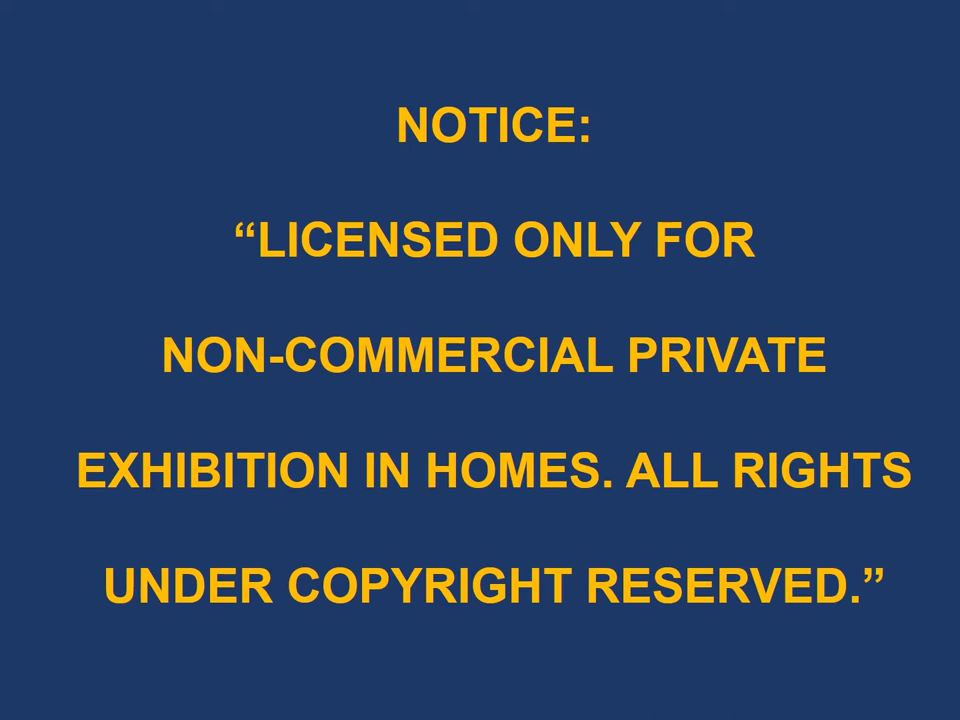 NOTICE:
“LICENSED ONLY FOR
NON-COMMERCIAL PRIVATE
EXHIBITION IN HOMES. ALL RIGHTS
UNDER COPYRIGHT RESERVED.”